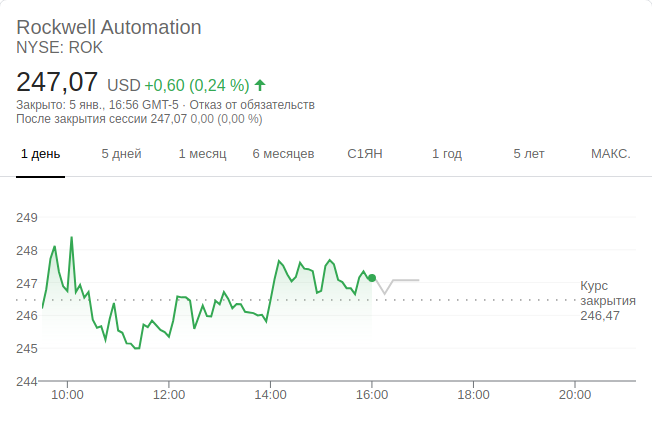 Rockwell Automation
NYSE: ROK
247,07 USD +0,60 (0,24 %)
Закрыто: 5 янв., 16:56 GMT-5 · Отказ от обязательств
После закрытия сессии 247,07 0,00 (0,00 %)
1 день 5 дней 1 месяц 6 месяцев С1ЯН 1 год 5 лет МАКС.
249
248
247
246
245
244
Курс
закрытия
246,47
10:00 12:00 14:00 16:00 18:00 20:00